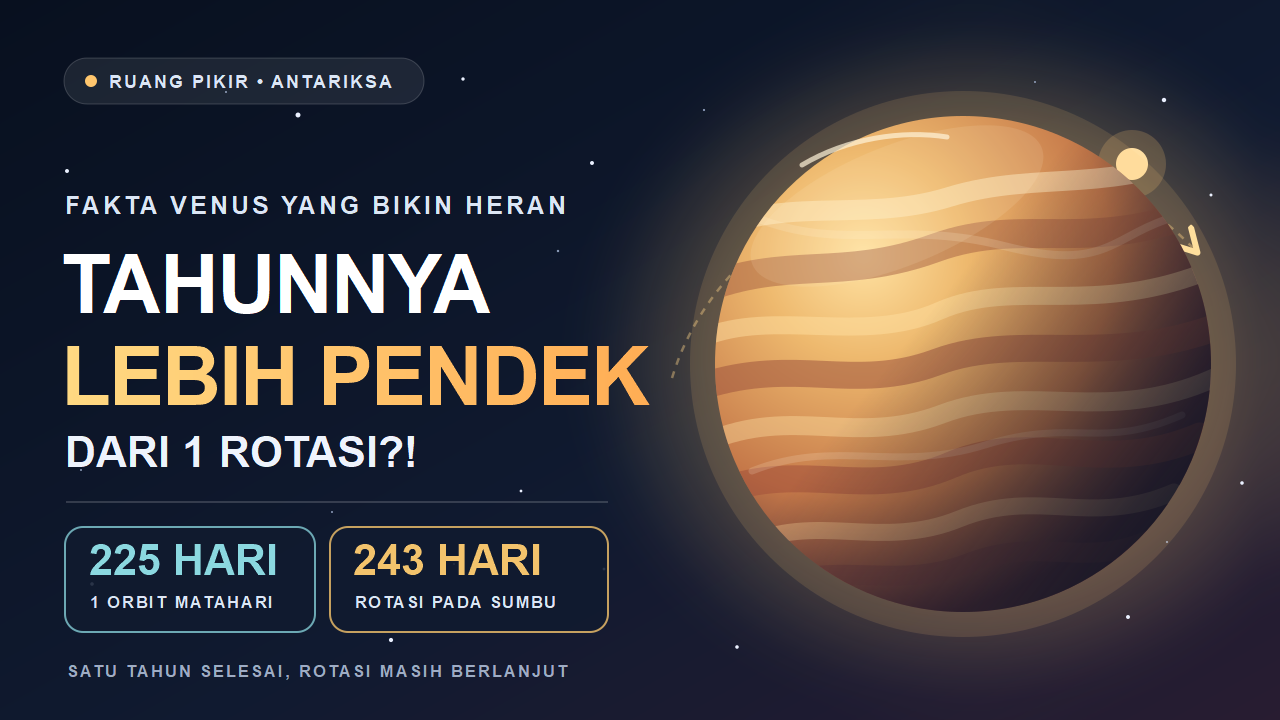 RUANG PIKIR • ANTARIKSA
FAKTA VENUS YANG BIKIN HERAN
TAHUNNYA
LEBIH PENDEK
DARI 1 ROTASI?!
225 HARI
1 ORBIT MATAHARI
243 HARI
ROTASI PADA SUMBU
SATU TAHUN SELESAI, ROTASI MASIH BERLANJUT